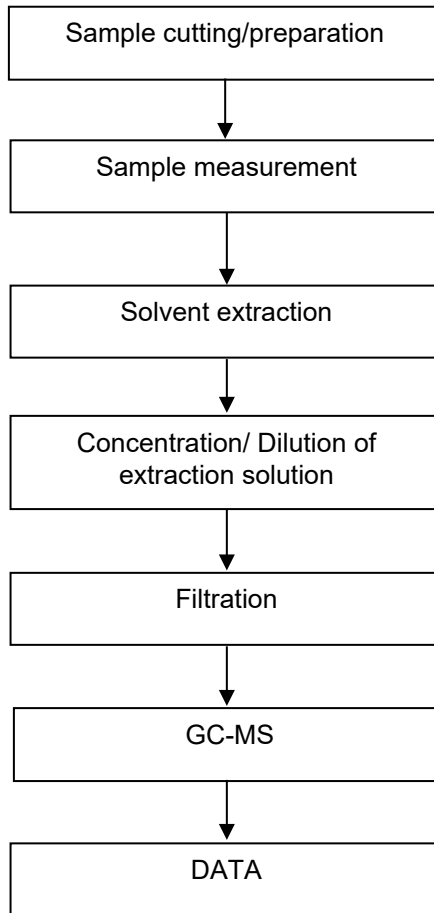 Sample cutting/preparation
Sample measurement
Solvent extraction
Concentration/ Dilution of
extraction solution
Filtration
GC-MS
DATA